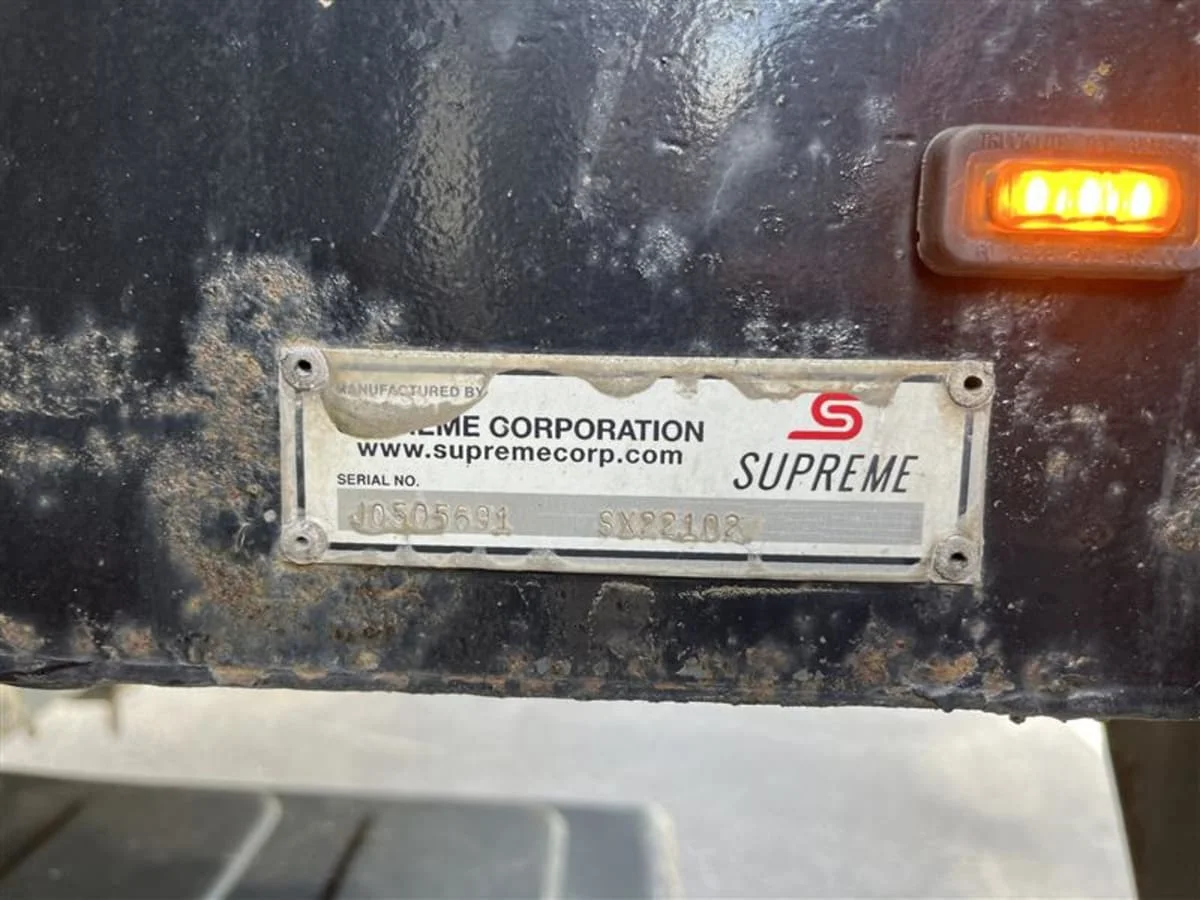 MANUFACTURED BY
EME CORPORATION
www.supremecorp.com
SUPREME
SERIAL NO.
J0505691 SX22102